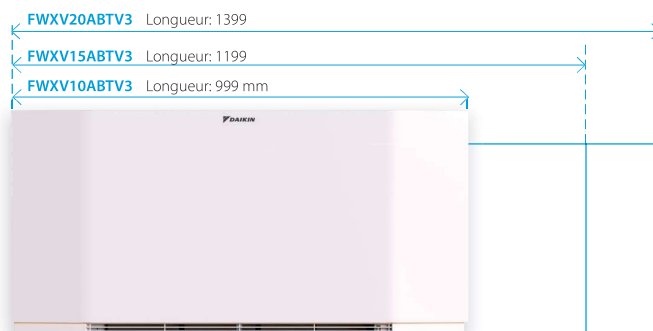 FWXV20ABTV3 Longueur: 1399
FWXV15ABTV3 Longueur: 1199
FWXV10ABTV3 Longueur: 999 mm
DAIKIN